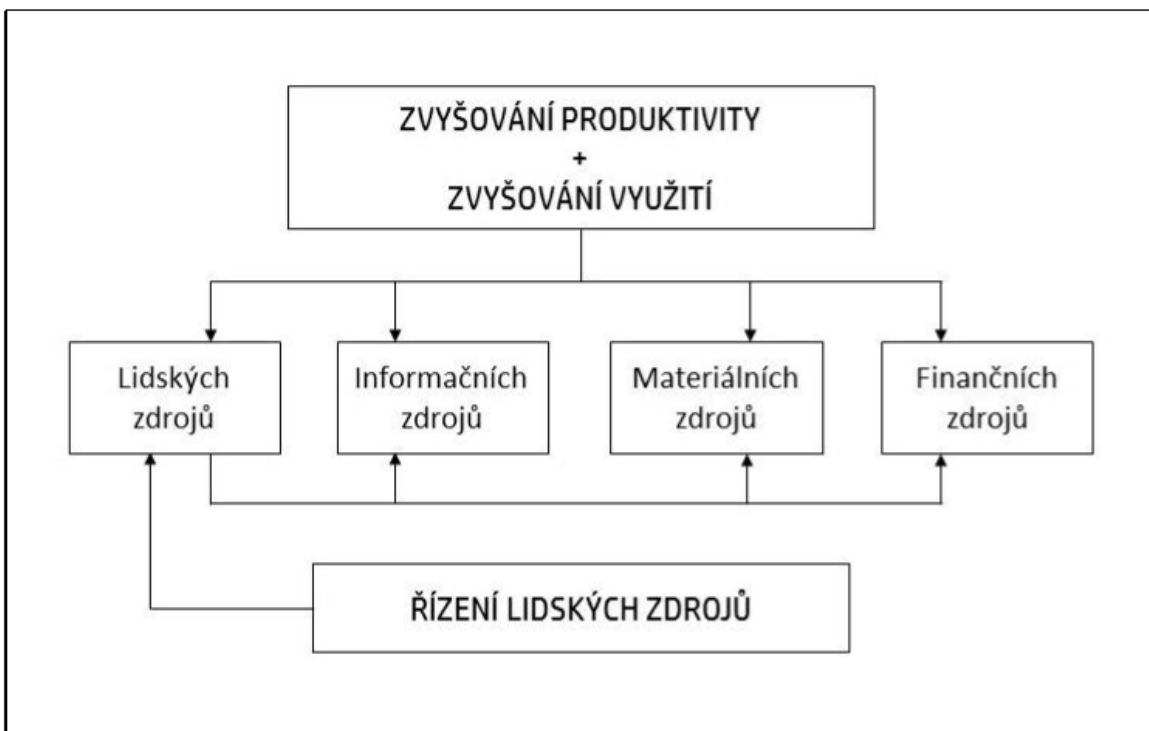 ZVYŠOVÁNÍ PRODUKTIVITY
+
ZVYŠOVÁNÍ VYUŽITÍ
Lidských
zdrojů
Informačních
zdrojů
Materiálních
zdrojů
Finančních
zdrojů
ŘÍZENÍ LIDSKÝCH ZDROJŮ